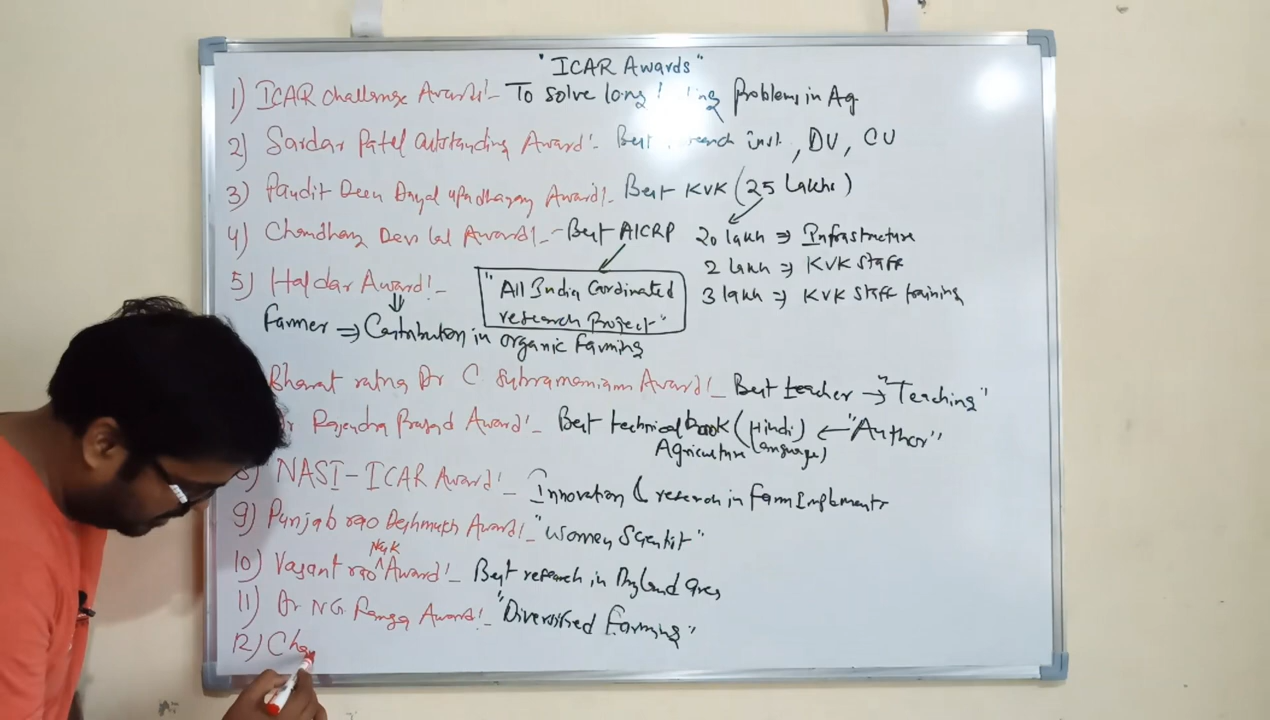 "ICAR Awards"
1) ICAR challenge Award:- To solve long Problems in Ag
2) Sardar Patel outstanding Award:- Best inst., DU, CU
3) Pandit Deen Dayal upadhayay Award:- Best KVK (25 Lakhs)
20 lakh ⇒ Infrastructure
2 Lakh ⇒ KVK Staff
3 lakh ⇒ KVK Staff training
4) Choudhary Devi lal Award:- Best AICRP
"All India Cordinated
research Project"
5) Haldar Award:-
Farmer ⇒ Contribution in organic farming
Bharat ratna Dr C Subramaniam Award:- Best teacher → "Teaching"
Dr Rajendra Prasad Award:- Best technical book (Hindi) ← "Author"
Agriculture Language)
8) NASI-ICAR Award:- Innovation & research in farm Implements
9) Punjab rao Deshmukh Award:- "Women Scientist"
10) Vasant rao Naik Award:- Best research in Dryland area
11) Dr NG Ranga Award:- "Diversified farming"
12) Cha